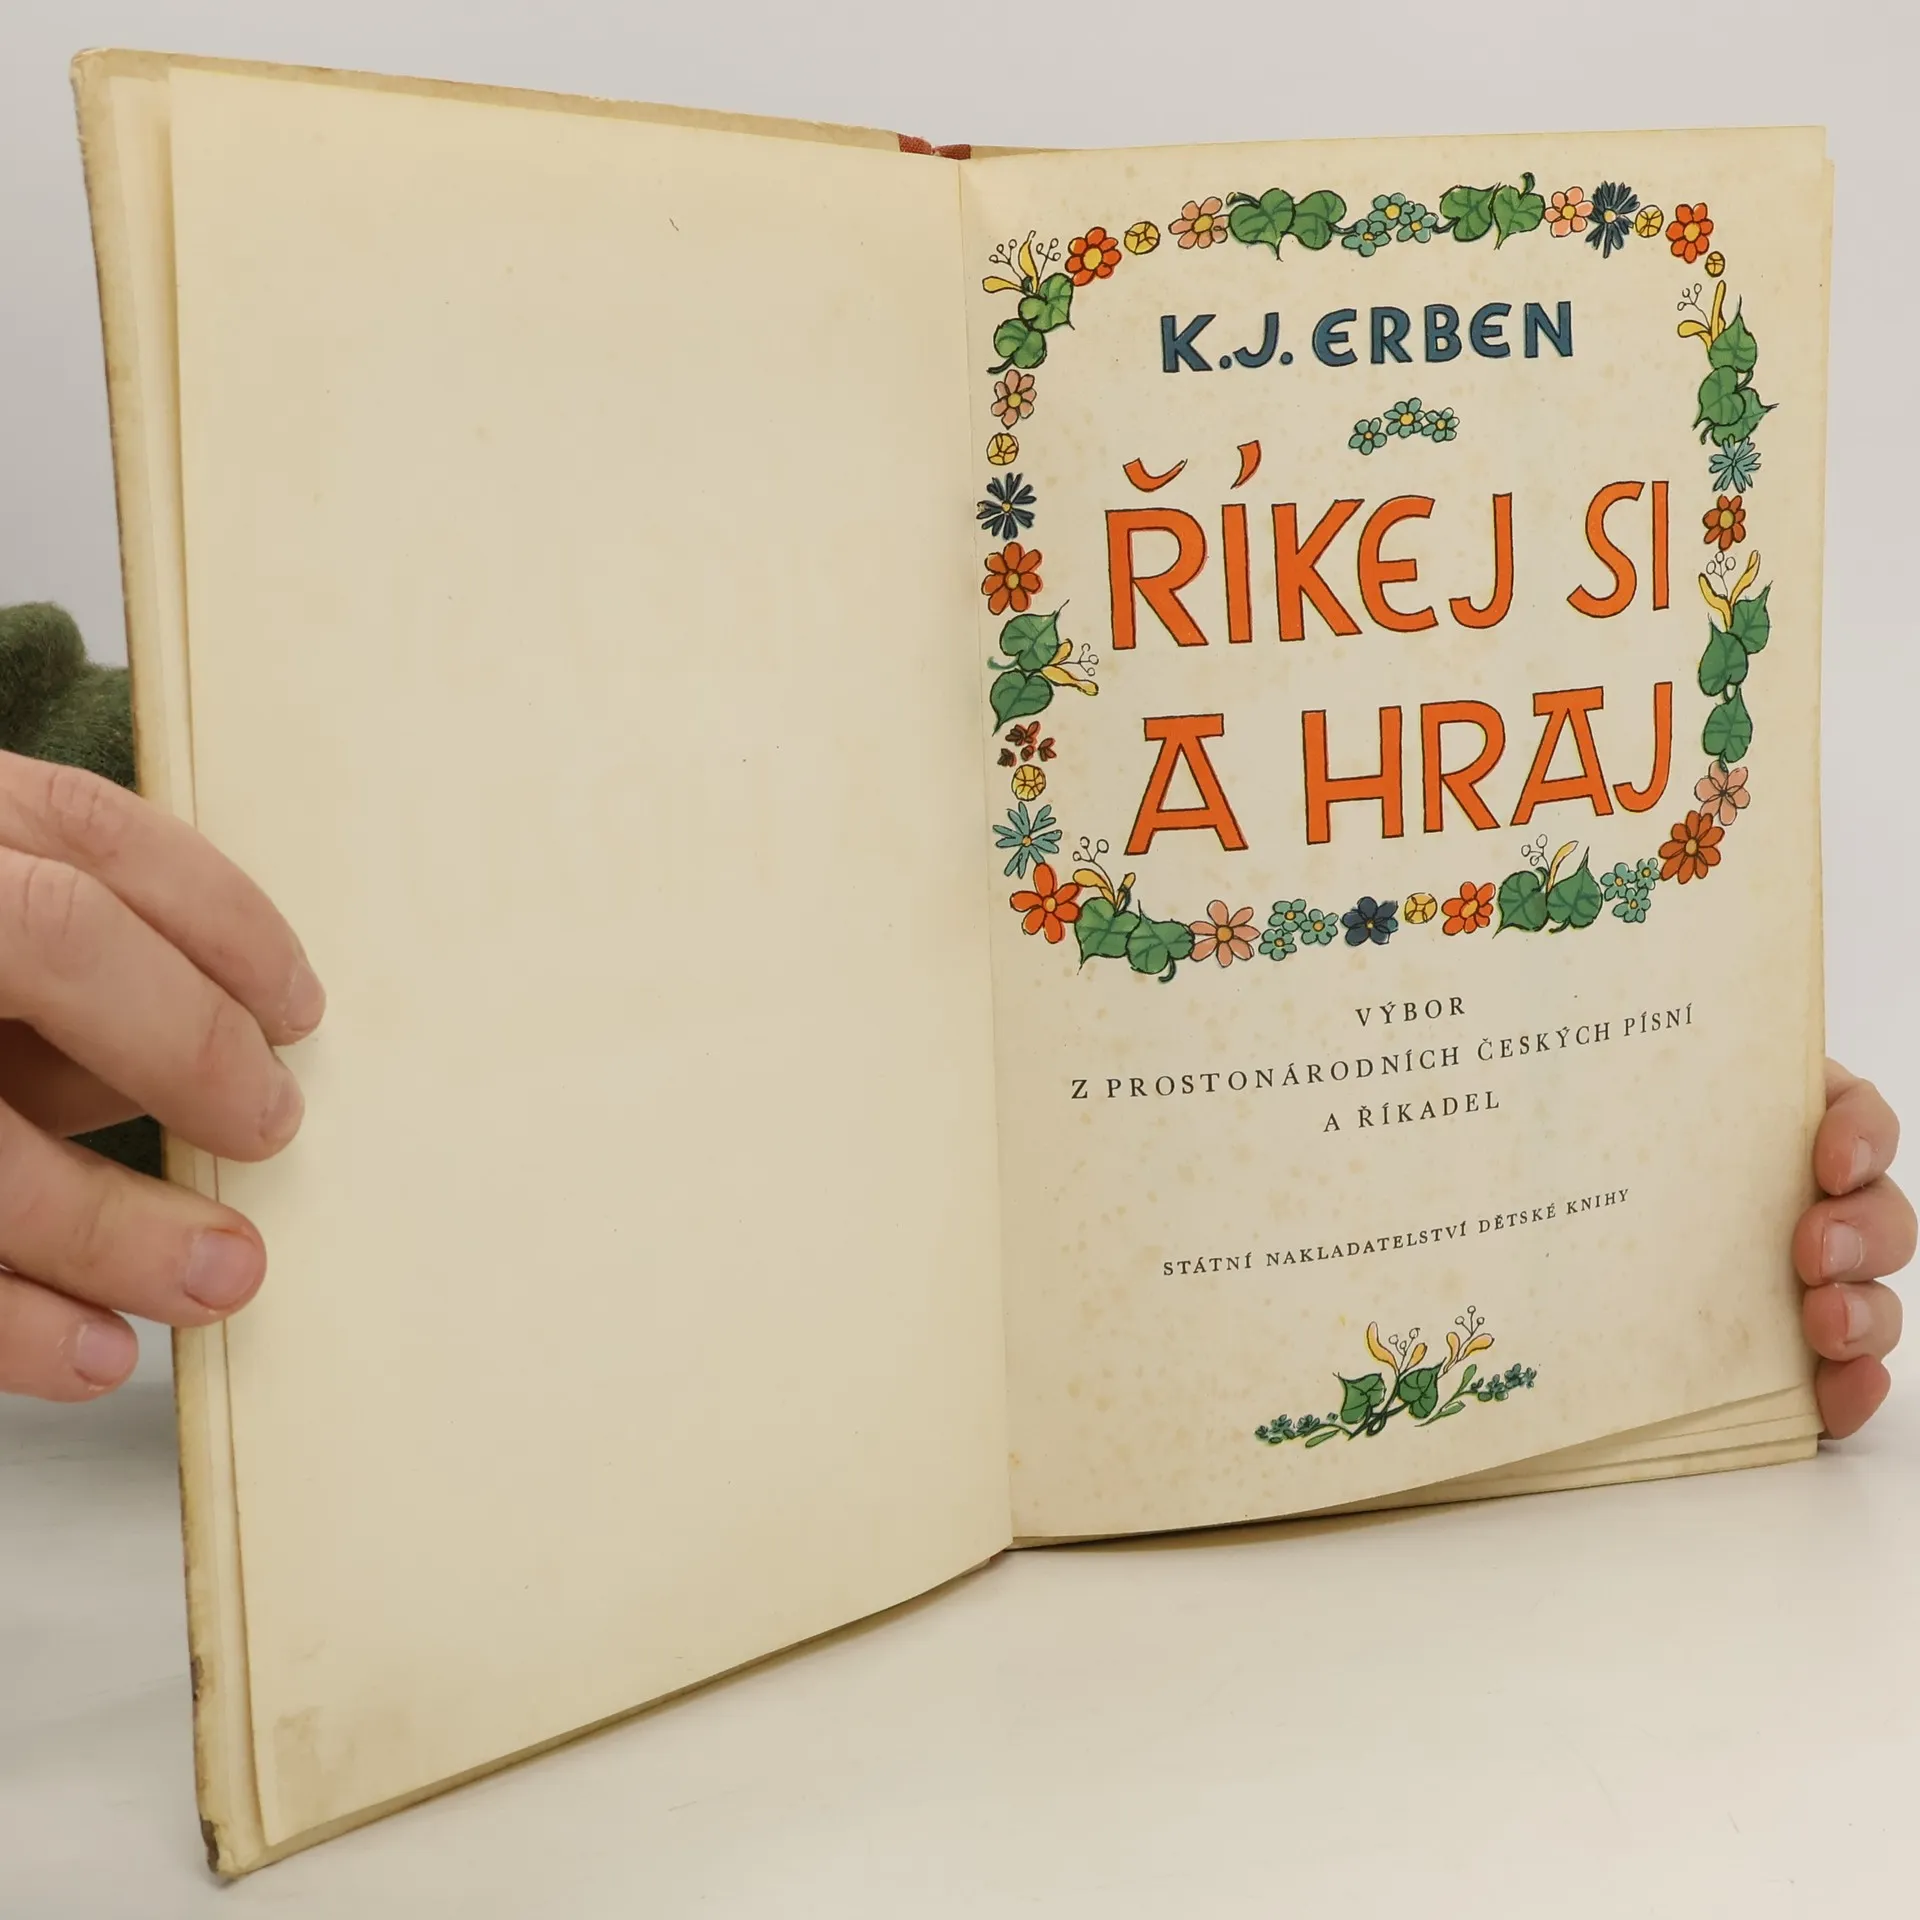 K.J. ERBEN
ŘÍKEJ SI
A HRAJ
VÝBOR
Z PROSTONÁRODNÍCH ČESKÝCH PÍSNÍ
A ŘÍKADEL
STÁTNÍ NAKLADATELSTVÍ DĚTSKÉ KNIHY